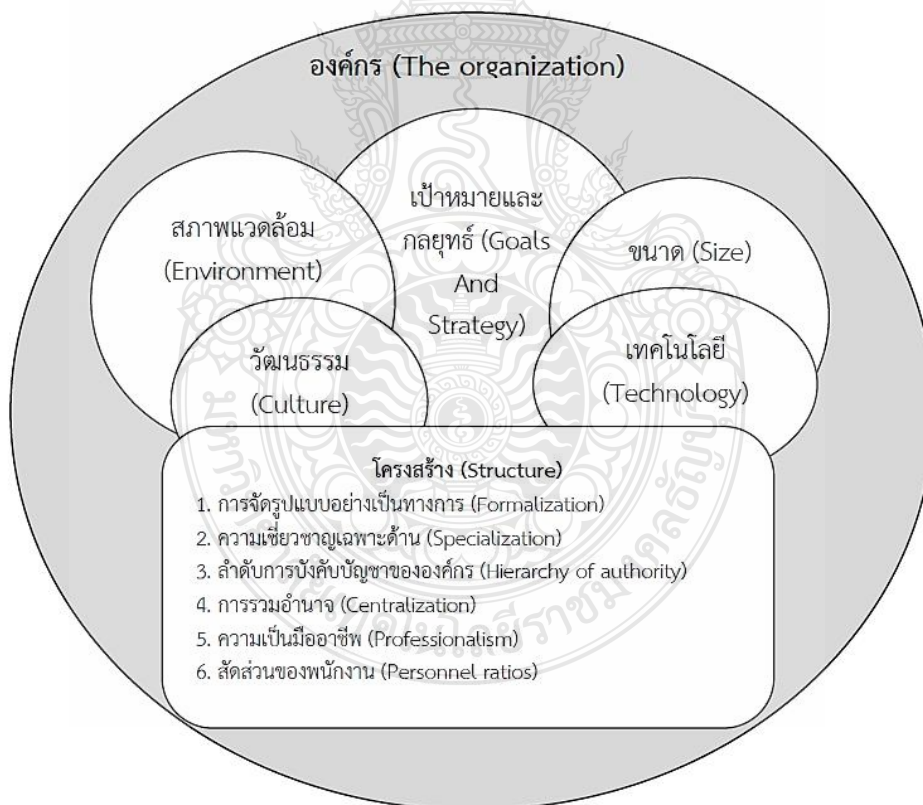 องค์กร (The organization)
เป้าหมายและ
กลยุทธ์ (Goals
And
Strategy)
สภาพแวดล้อม
(Environment)
ขนาด (Size)
วัฒนธรรม
(Culture)
เทคโนโลยี
(Technology)
โครงสร้าง (Structure)
1. การจัดรูปแบบอย่างเป็นทางการ (Formalization)
2. ความเชี่ยวชาญเฉพาะด้าน (Specialization)
3. ลำดับการบังคับบัญชาขององค์กร (Hierarchy of authority)
4. การรวมอำนาจ (Centralization)
5. ความเป็นมืออาชีพ (Professionalism)
6. สัดส่วนของพนักงาน (Personnel ratios)